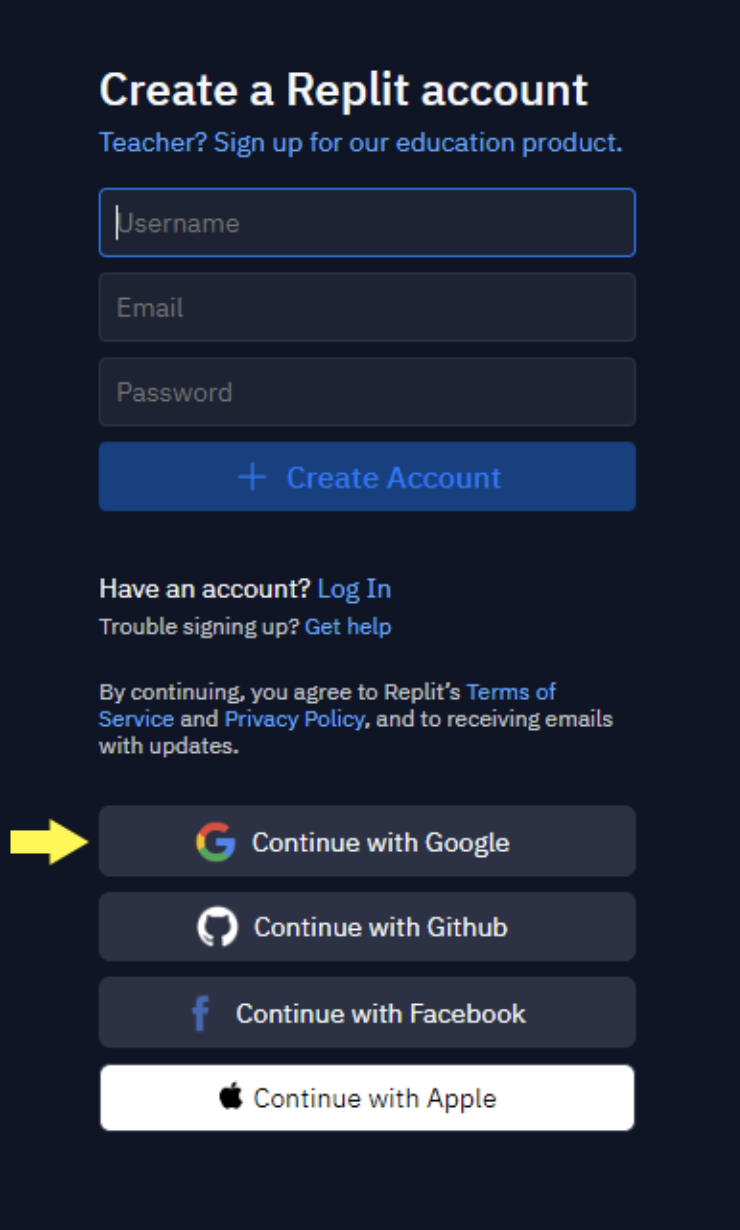 Create a Replit account
Teacher? Sign up for our education product.
Username
Email
Password
+ Create Account
Have an account? Log In
Trouble signing up? Get help
By continuing, you agree to Replit’s Terms of
Service and Privacy Policy, and to receiving emails
with updates.
Continue with Google
Continue with Github
Continue with Facebook
Continue with Apple